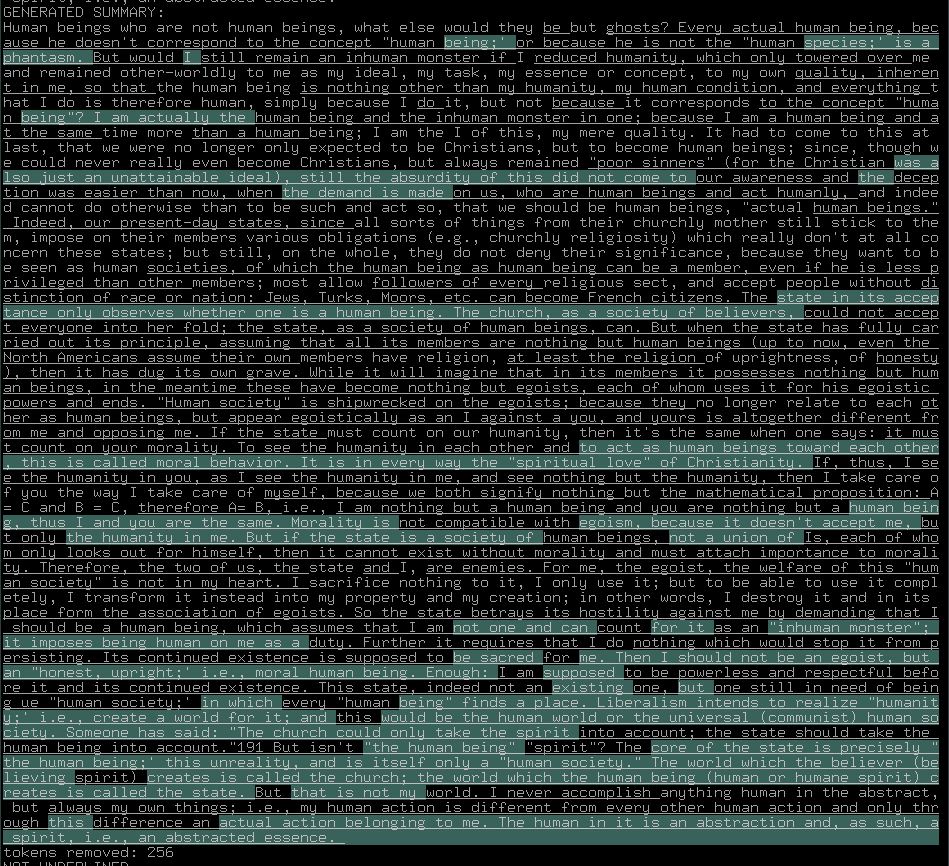 spirit, i.e., an abstracted essence.
GENERATED SUMMARY:
Human beings who are not human beings, what else would they be but ghosts? Every actual human being, bec
ause he doesn't correspond to the concept "human being;' or because he is not the "human species;' is a
phantasm. But would I still remain an inhuman monster if I reduced humanity, which only towered over me
and remained other-worldly to me as my ideal, my task, my essence or concept, to my own quality, inheren
t in me, so that the human being is nothing other than my humanity, my human condition, and everything t
hat I do is therefore human, simply because I do it, but not because it corresponds to the concept "huma
n being"? I am actually the human being and the inhuman monster in one; because I am a human being and a
t the same time more than a human being; I am the I of this, my mere quality. It had to come to this at
last, that we were no longer only expected to be Christians, but to become human beings; since, though w
e could never really even become Christians, but always remained "poor sinners" (for the Christian was a
lso just an unattainable ideal), still the absurdity of this did not come to our awareness and the decep
tion was easier than now, when the demand is made on us, who are human beings and act humanly, and indee
d cannot do otherwise than to be such and act so, that we should be human beings, "actual human beings."
Indeed, our present-day states, since all sorts of things from their churchly mother still stick to the
m, impose on their members various obligations (e.g., churchly religiosity) which really don't at all co
ncern these states; but still, on the whole, they do not deny their significance, because they want to b
e seen as human societies, of which the human being as human being can be a member, even if he is less p
rivileged than other members; most allow followers of every religious sect, and accept people without di
stinction of race or nation: Jews, Turks, Moors, etc. can become French citizens. The state in its accep
tance only observes whether one is a human being. The church, as a society of believers, could not accep
t everyone into her fold; the state, as a society of human beings, can. But when the state has fully car
ried out its principle, assuming that all its members are nothing but human beings (up to now, even the
North Americans assume their own members have religion, at least the religion of uprightness, of honesty
), then it has dug its own grave. While it will imagine that in its members it possesses nothing but hum
an beings, in the meantime these have become nothing but egoists, each of whom uses it for his egoistic
powers and ends. "Human society" is shipwrecked on the egoists; because they no longer relate to each ot
her as human beings, but appear egoistically as an I against a you, and yours is altogether different fr
om me and opposing me. If the state must count on our humanity, then it's the same when one says: it mus
t count on your morality. To see the humanity in each other and to act as human beings toward each other
, this is called moral behavior. It is in every way the "spiritual love" of Christianity. If, thus, I se
e the humanity in you, as I see the humanity in me, and see nothing but the humanity, then I take care o
f you the way I take care of myself, because we both signify nothing but the mathematical proposition: A
= C and B = C, therefore A= B, i.e., I am nothing but a human being and you are nothing but a human bein
g, thus I and you are the same. Morality is not compatible with egoism, because it doesn't accept me, bu
t only the humanity in me. But if the state is a society of human beings, not a union of Is, each of who
m only looks out for himself, then it cannot exist without morality and must attach importance to morali
ty. Therefore, the two of us, the state and I, are enemies. For me, the egoist, the welfare of this "hum
an society" is not in my heart. I sacrifice nothing to it, I only use it; but to be able to use it compl
etely, I transform it instead into my property and my creation; in other words, I destroy it and in its
place form the association of egoists. So the state betrays its hostility against me by demanding that I
should be a human being, which assumes that I am not one and can count for it as an "inhuman monster";
it imposes being human on me as a duty. Further it requires that I do nothing which would stop it from p
ersisting. Its continued existence is supposed to be sacred for me. Then I should not be an egoist, but
an "honest, upright;' i.e., moral human being. Enough: I am supposed to be powerless and respectful befo
re it and its continued existence. This state, indeed not an existing one, but one still in need of bein
g ue "human society;' in which every "human being" finds a place. Liberalism intends to realize "humanit
y;' i.e., create a world for it; and this would be the human world or the universal (communist) human so
ciety. Someone has said: "The church could only take the spirit into account; the state should take the
human being into account."191 But isn't "the human being" "spirit"? The core of the state is precisely "
the human being;' this unreality, and is itself only a "human society." The world which the believer (be
lieving spirit) creates is called the church; the world which the human being (human or humane spirit) c
reates is called the state. But that is not my world. I never accomplish anything human in the abstract,
but always my own things; i.e., my human action is different from every other human action and only thr
ough this difference an actual action belonging to me. The human in it is an abstraction and, as such, a
spirit, i.e., an abstracted essence.
tokens removed: 256
NOT UNDERLINED